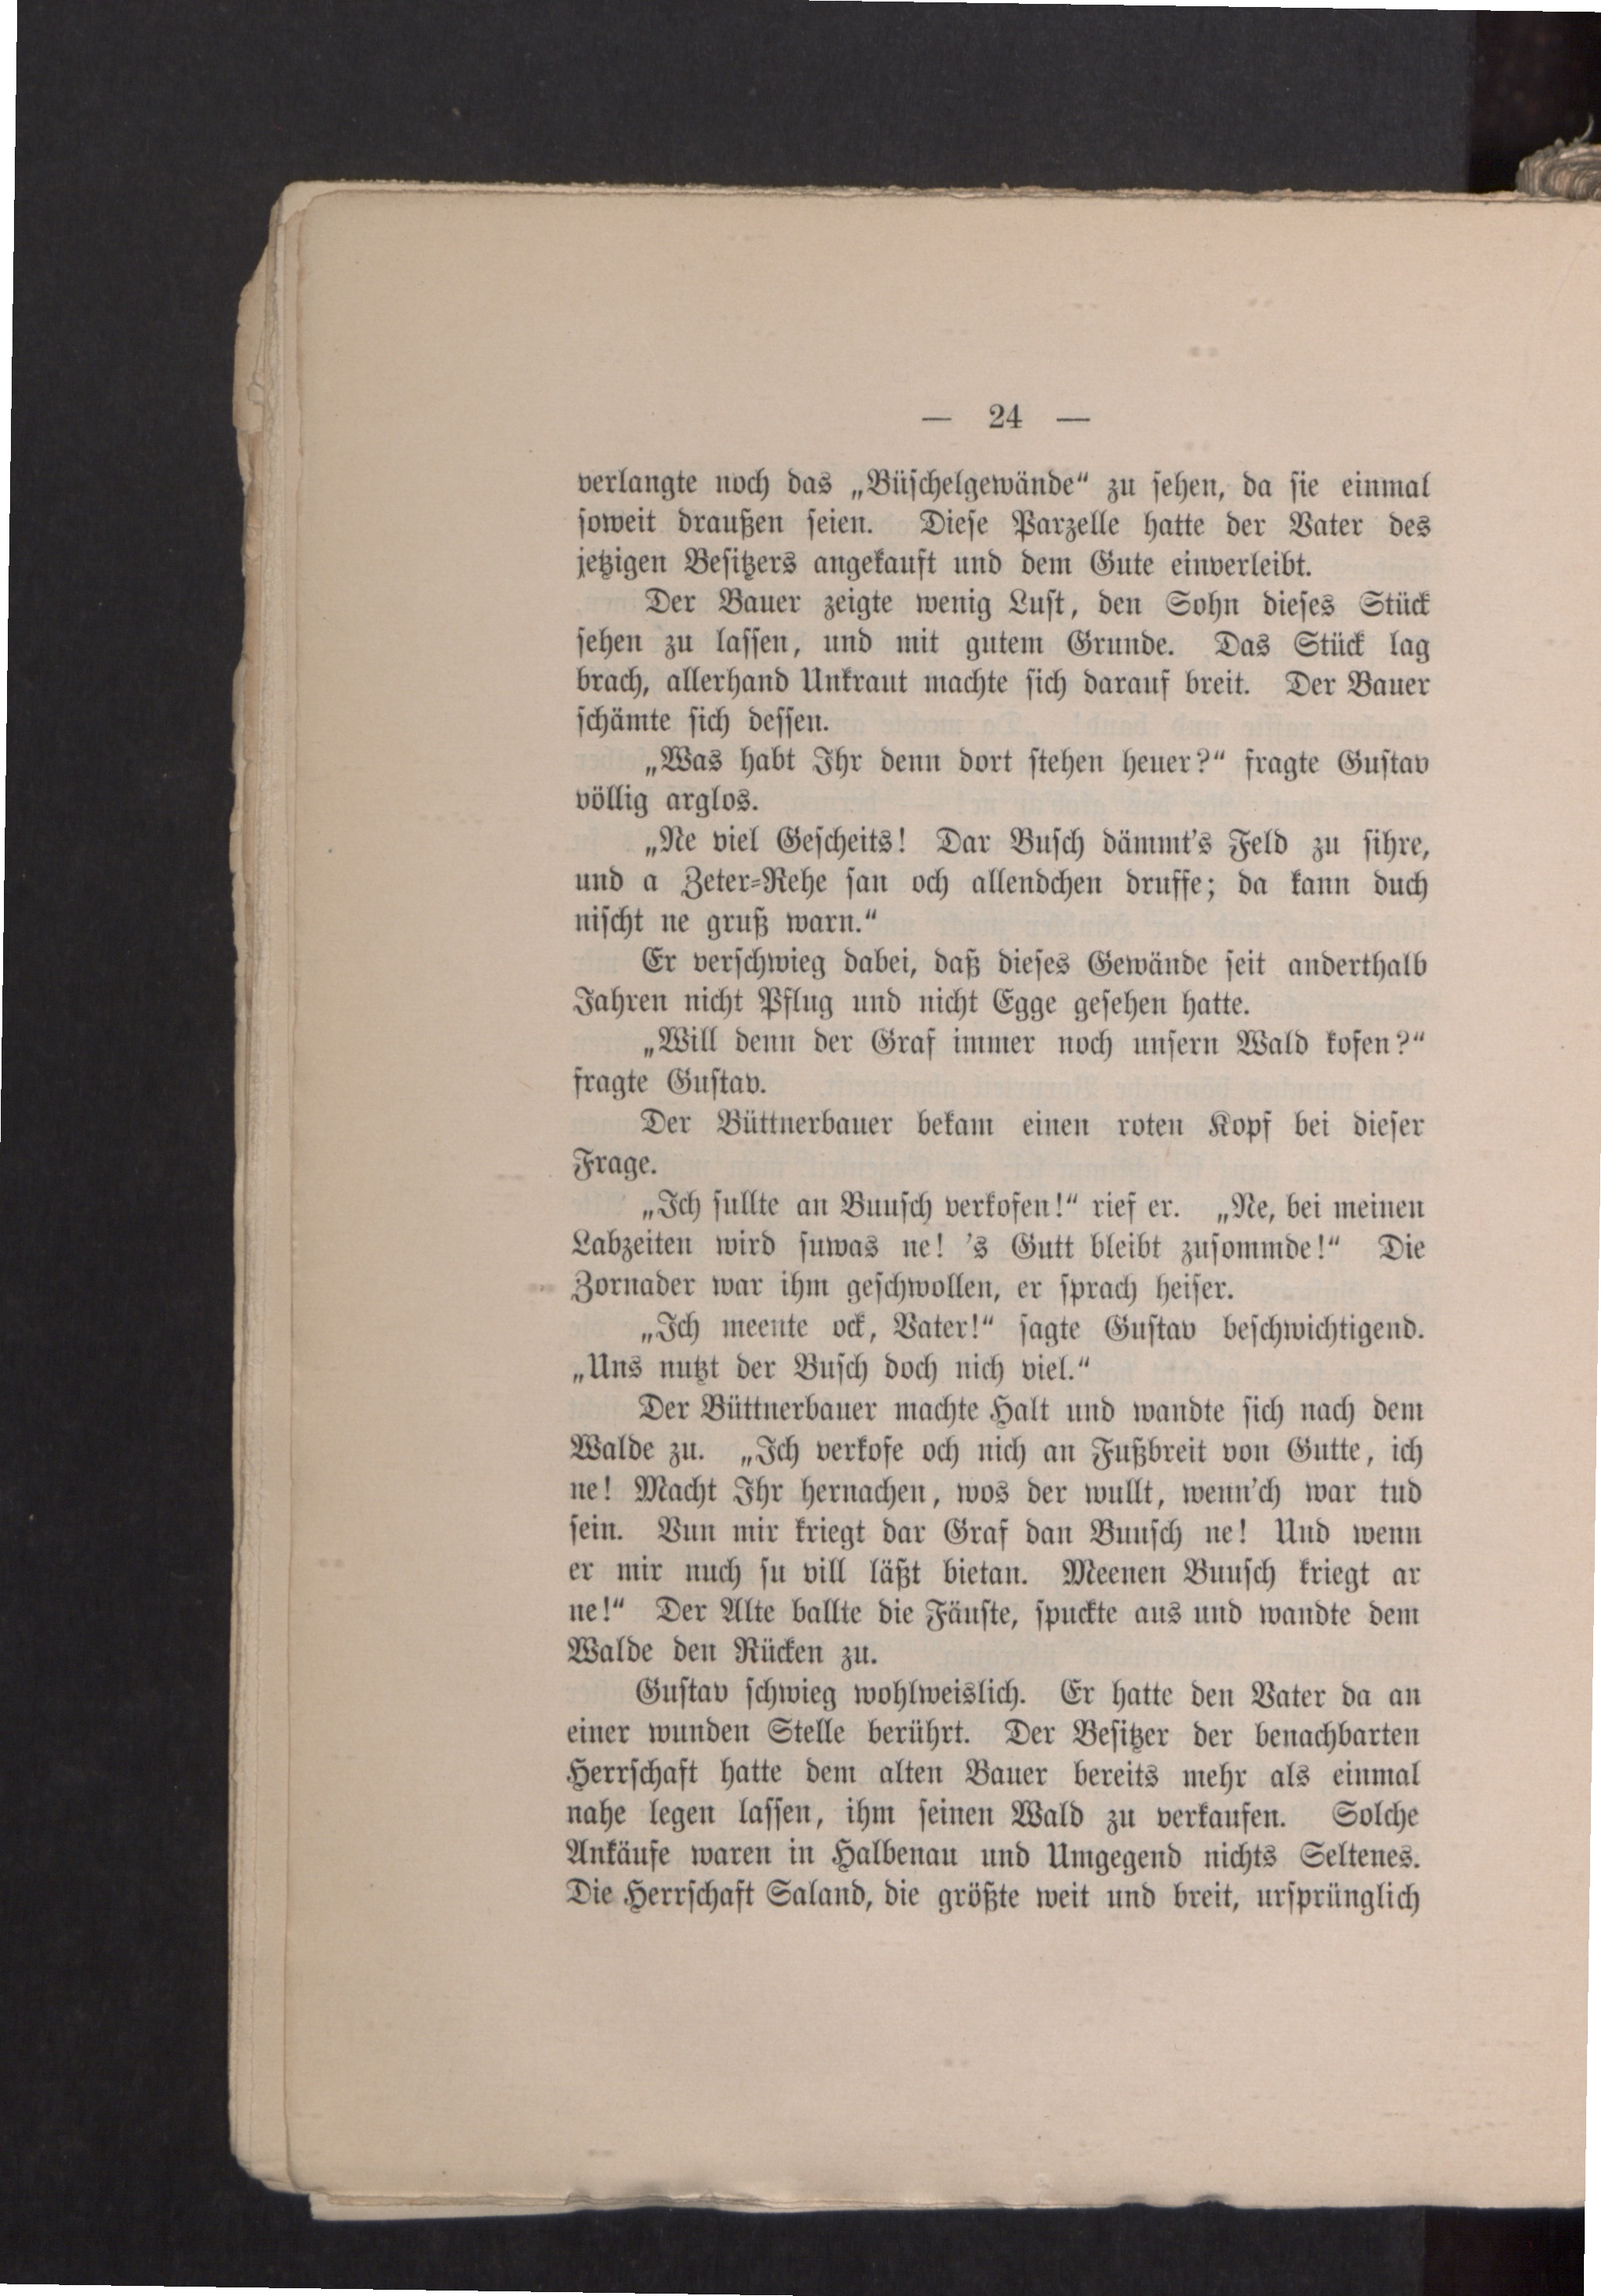 — 24 —
verlangte noch das „Büschelgewände“ zu sehen, da sie einmal
soweit draußen seien. Diese Parzelle hatte der Vater des
jetzigen Besitzers angekauft und dem Gute einverleibt.
Der Bauer zeigte wenig Lust, den Sohn dieses Stück
sehen zu lassen, und mit gutem Grunde. Das Stück lag
brach, allerhand Unkraut machte sich darauf breit. Der Bauer
schämte sich dessen.
„Was habt Ihr denn dort stehen heuer?“ fragte Gustav
völlig arglos.
„Ne viel Gescheits! Dar Busch dämmt's Feld zu sihre,
und a Zeter-Rehe san och allendchen druffe; da kann duch
nischt ne gruß warn.“
Er verschwieg dabei, daß dieses Gewände seit anderthalb
Jahren nicht Pflug und nicht Egge gesehen hatte.
„Will denn der Graf immer noch unsern Wald kofen?“
fragte Gustav.
Der Büttnerbauer bekam einen roten Kopf bei dieser
Frage.
„Ich sullte an Buusch verkofen!“ rief er. „Ne, bei meinen
Labzeiten wird suwas ne! 's Gutt bleibt zusommde!“ Die
Zornader war ihm geschwollen, er sprach heiser.
„Ich meente ock, Vater!“ sagte Gustav beschwichtigend.
„Uns nutzt der Busch doch nich viel.“
Der Büttnerbauer machte Halt und wandte sich nach dem
Walde zu. „Ich verkofe och nich an Fußbreit von Gutte, ich
ne! Macht Ihr hernachen, wos der wullt, wenn'ch war tud
sein. Vun mir kriegt dar Graf dan Buusch ne! Und wenn
er mir nuch su vill läßt bietan. Meenen Buusch kriegt ar
ne!“ Der Alte ballte die Fäuste, spuckte aus und wandte dem
Walde den Rücken zu.
Gustav schwieg wohlweislich. Er hatte den Vater da an
einer wunden Stelle berührt. Der Besitzer der benachbarten
Herrschaft hatte dem alten Bauer bereits mehr als einmal
nahe legen lassen, ihm seinen Wald zu verkaufen. Solche
Ankäufe waren in Halbenau und Umgegend nichts Seltenes.
Die Herrschaft Saland, die größte weit und breit, ursprünglich